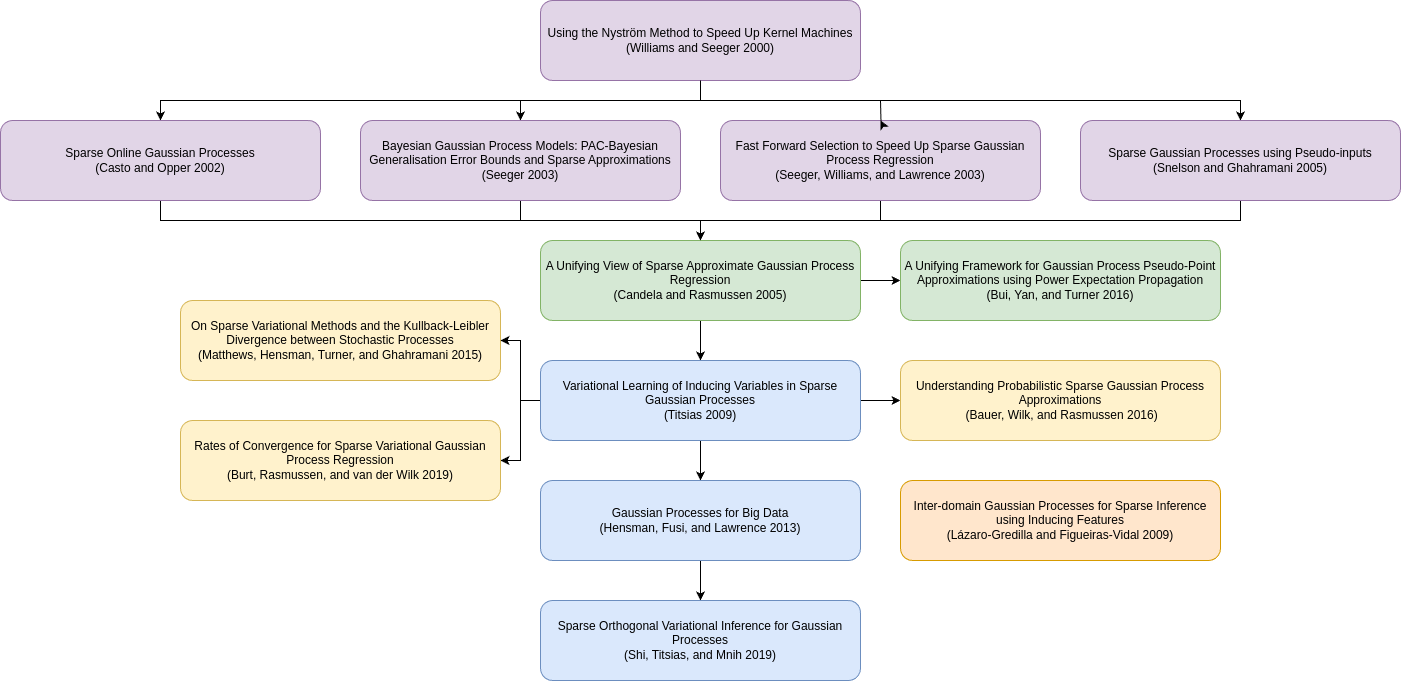 Using the Nyström Method to Speed Up Kernel Machines
(Williams and Seeger 2000)
Sparse Online Gaussian Processes
(Casto and Opper 2002)
Bayesian Gaussian Process Models: PAC-Bayesian
Generalisation Error Bounds and Sparse Approximations
(Seeger 2003)
Fast Forward Selection to Speed Up Sparse Gaussian
Process Regression
(Seeger, Williams, and Lawrence 2003)
Sparse Gaussian Processes using Pseudo-inputs
(Snelson and Ghahramani 2005)
A Unifying View of Sparse Approximate Gaussian Process
Regression
(Candela and Rasmussen 2005)
A Unifying Framework for Gaussian Process Pseudo-Point
Approximations using Power Expectation Propagation
(Bui, Yan, and Turner 2016)
On Sparse Variational Methods and the Kullback-Leibler
Divergence between Stochastic Processes
(Matthews, Hensman, Turner, and Ghahramani 2015)
Variational Learning of Inducing Variables in Sparse
Gaussian Processes
(Titsias 2009)
Understanding Probabilistic Sparse Gaussian Process
Approximations
(Bauer, Wilk, and Rasmussen 2016)
Rates of Convergence for Sparse Variational Gaussian
Process Regression
(Burt, Rasmussen, and van der Wilk 2019)
Gaussian Processes for Big Data
(Hensman, Fusi, and Lawrence 2013)
Inter-domain Gaussian Processes for Sparse Inference
using Inducing Features
(Lázaro-Gredilla and Figueiras-Vidal 2009)
Sparse Orthogonal Variational Inference for Gaussian
Processes
(Shi, Titsias, and Mnih 2019)